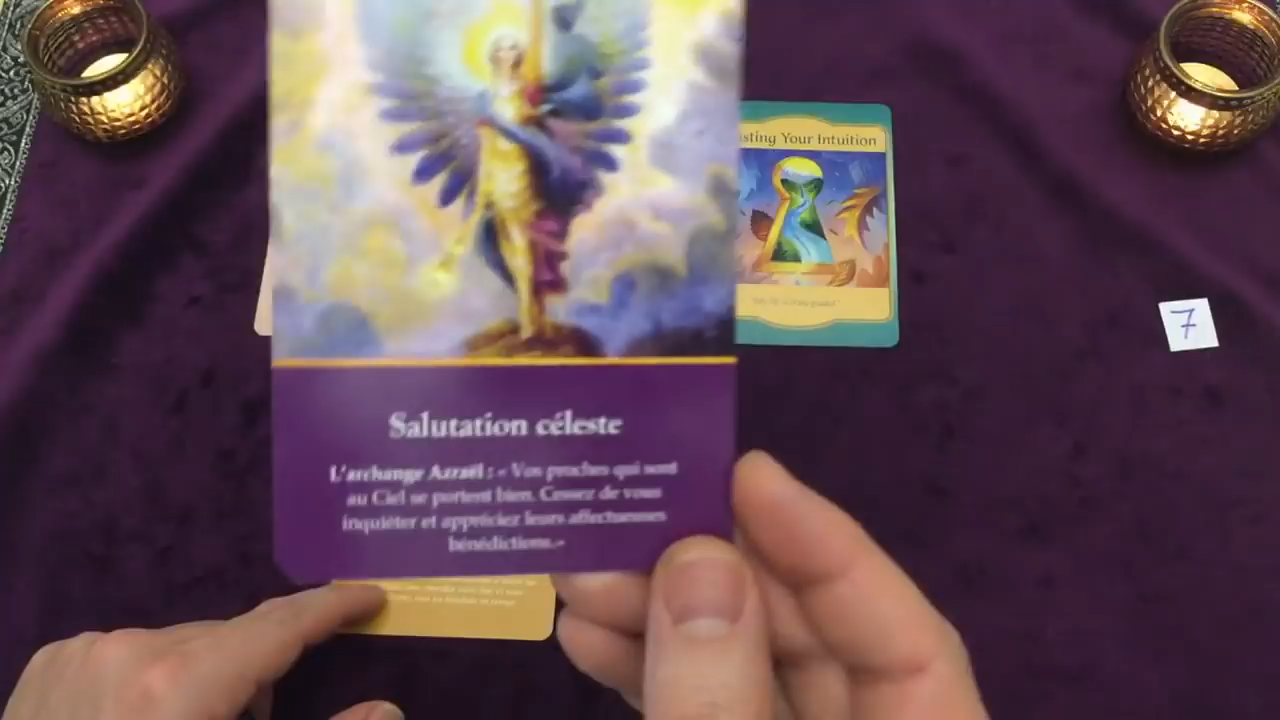 sting Your Intuition
7
Salutation céleste
L'archange Azraël : « Vos proches qui sont
au Ciel se portent bien. Cessez de vous
inquiéter et appréciez leurs affectueuses
bénédictions. »